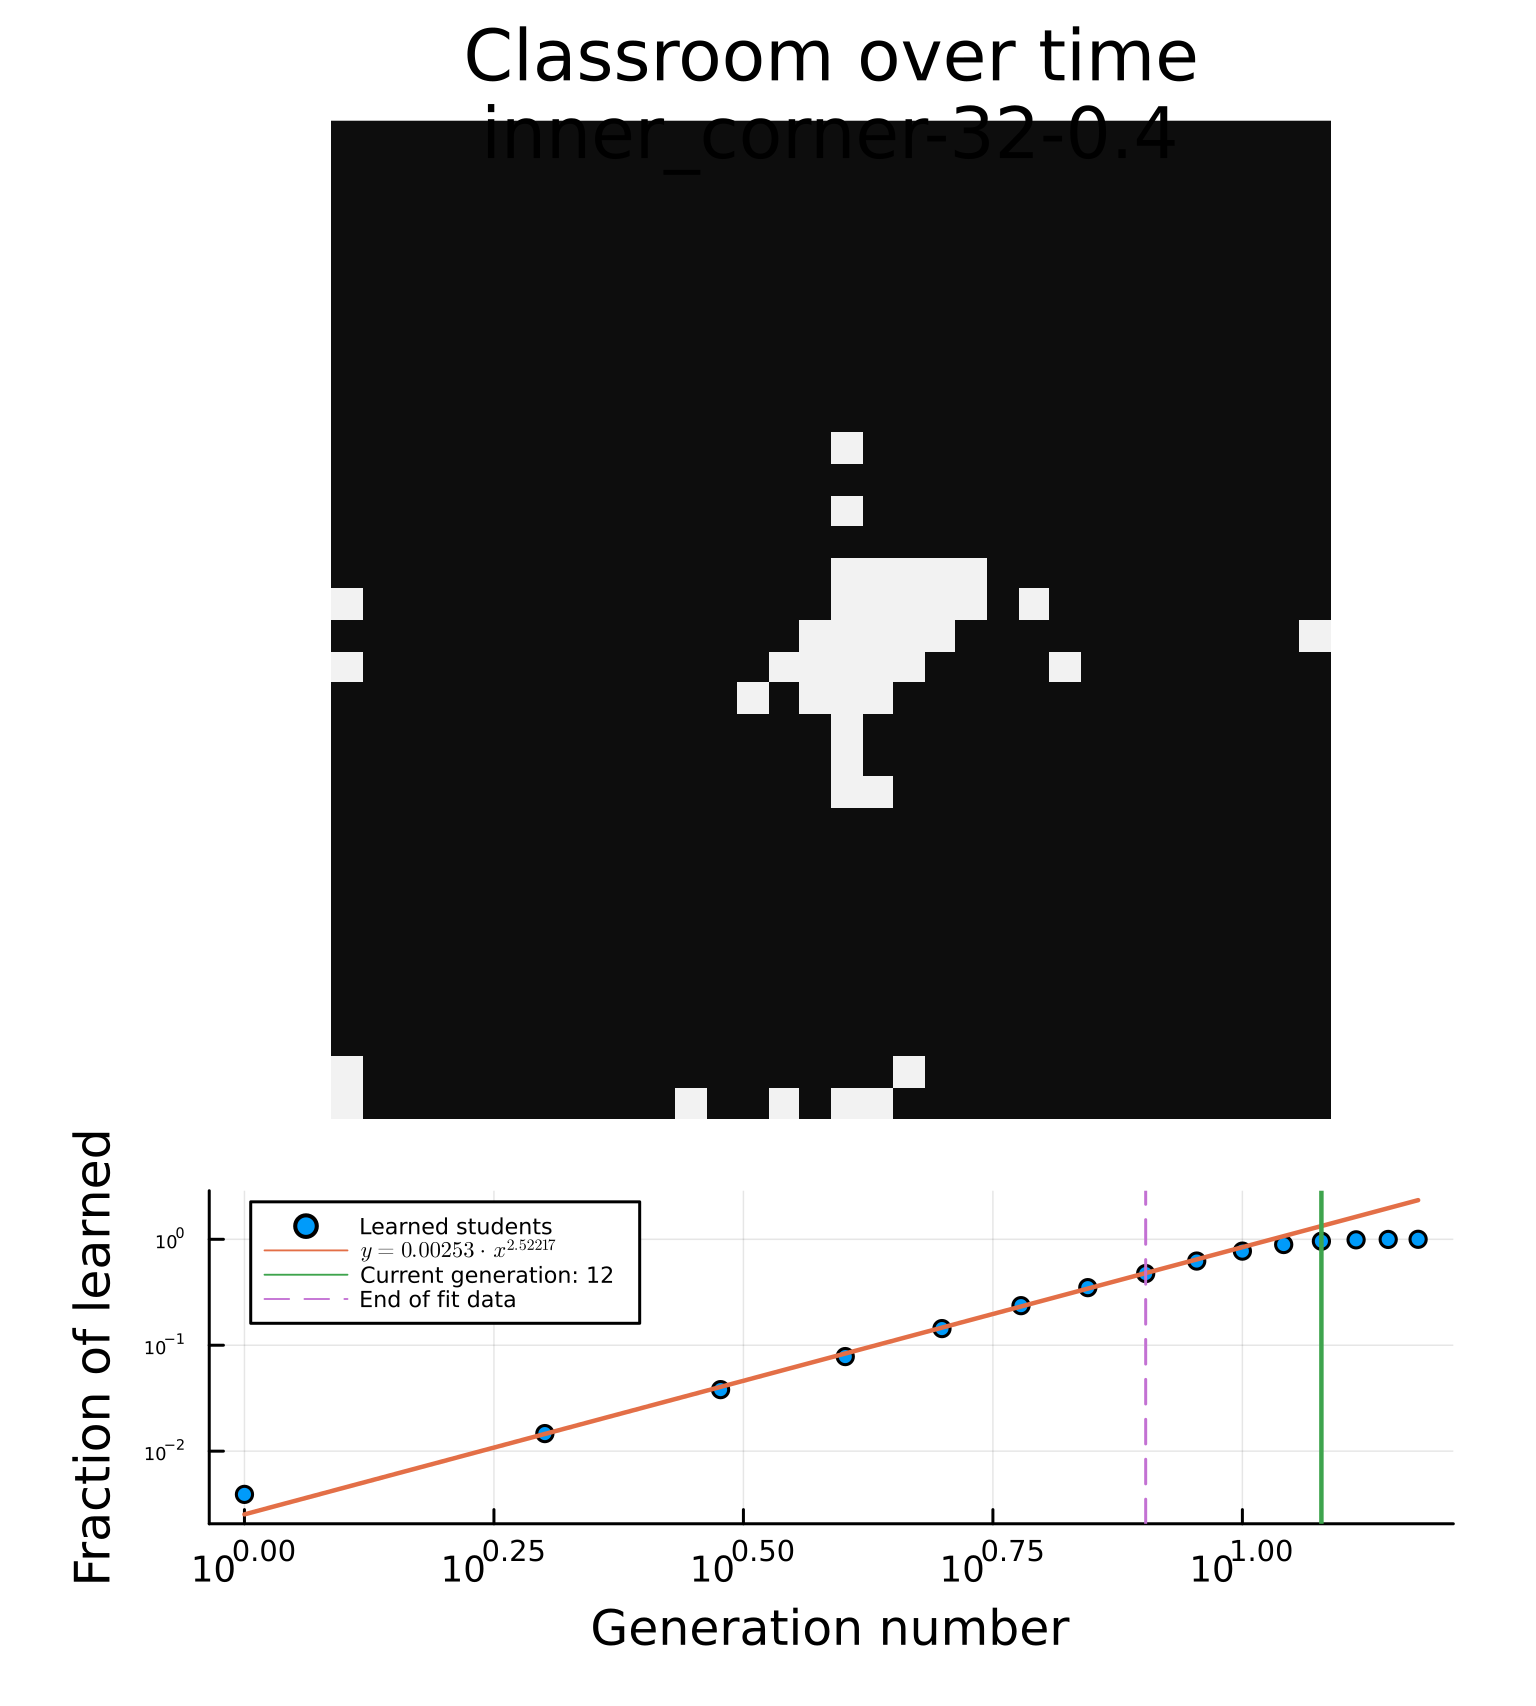 Classroom over time
inner_corner-32-0.4
Fraction of learned
10^0
10^−1
10^−2
Learned students
y = 0.00253 · x^2.52217
Current generation: 12
End of fit data
10^0.00 10^0.25 10^0.50 10^0.75 10^1.00
Generation number